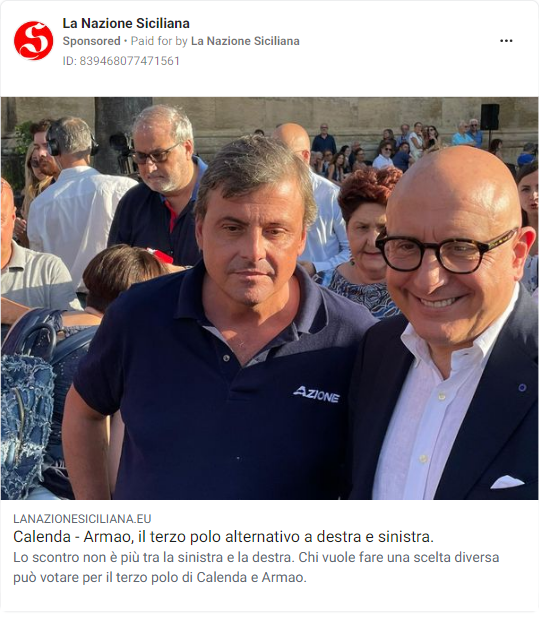 La Nazione Siciliana
Sponsored • Paid for by La Nazione Siciliana
ID: 839468077471561
AZIONE
LANAZIONESICILIANA.EU
Calenda - Armao, il terzo polo alternativo a destra e sinistra.
Lo scontro non è più tra la sinistra e la destra. Chi vuole fare una scelta diversa
può votare per il terzo polo di Calenda e Armao.